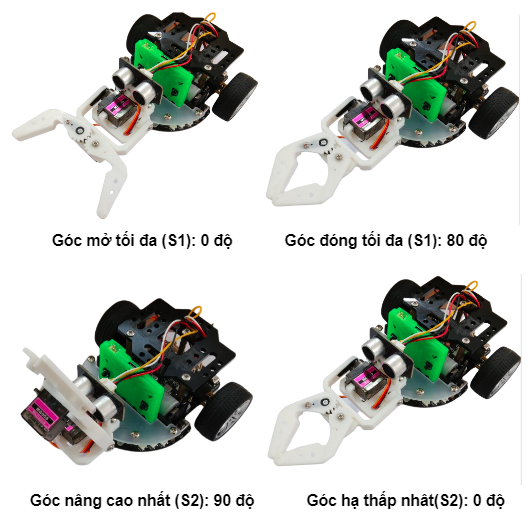 Góc mở tối đa (S1): 0 độ
Góc đóng tối đa (S1): 80 độ
Góc nâng cao nhất (S2): 90 độ
Góc hạ thấp nhât(S2): 0 độ